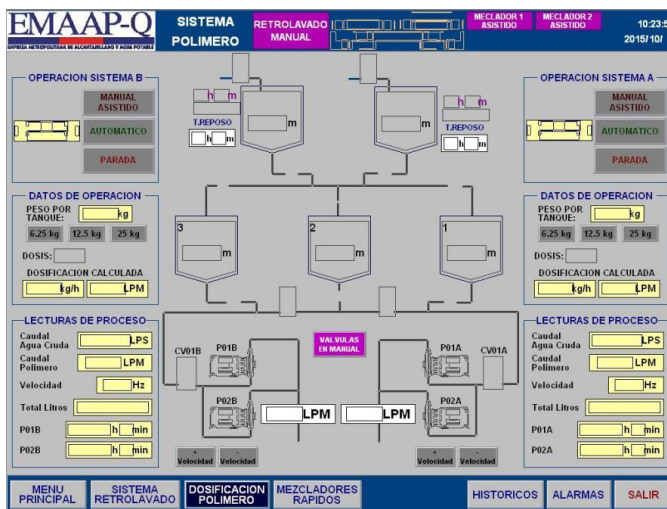 EMAAP-Q
EMPRESA METROPOLITANA DE ALCANTARILLADO Y AGUA POTABLE
SISTEMA
POLIMERO
RETROLAVADO
MANUAL
MECLADOR 1
ASISTIDO
MECLADOR 2
ASISTIDO
10:23:5
2015/10/
OPERACION SISTEMA B
MANUAL
ASISTIDO
AUTOMATICO
PARADA
h m
T.REPOSO
h m
m
m
h m
T.REPOSO
h m
OPERACION SISTEMA A
MANUAL
ASISTIDO
AUTOMATICO
PARADA
DATOS DE OPERACION
PESO POR
TANQUE:
kg
6.25 kg 12.5 kg 25 kg
DOSIS:
DOSIFICACION CALCULADA
kg/h LPM
3
m
2
m
1
m
DATOS DE OPERACION
PESO POR
TANQUE:
kg
6.25 kg 12.5 kg 25 kg
DOSIS:
DOSIFICACION CALCULADA
kg/h LPM
LECTURAS DE PROCESO
Caudal
Agua Cruda
LPS
Caudal
Polimero
LPM
Velocidad Hz
Total Litros
P01B h min
P02B h min
CV01B
P01B
P02B
VALVULAS
EN MANUAL
LPM
LPM
P01A
CV01A
P02A
+
Velocidad
-
Velocidad
+
Velocidad
-
Velocidad
LECTURAS DE PROCESO
Caudal
Agua Cruda
LPS
Caudal
Polimero
LPM
Velocidad Hz
Total Litros
P01A h min
P02A h min
MENU
PRINCIPAL
SISTEMA
RETROLAVADO
DOSIFICACION
POLIMERO
MEZCLADORES
RAPIDOS
HISTORICOS
ALARMAS
SALIR